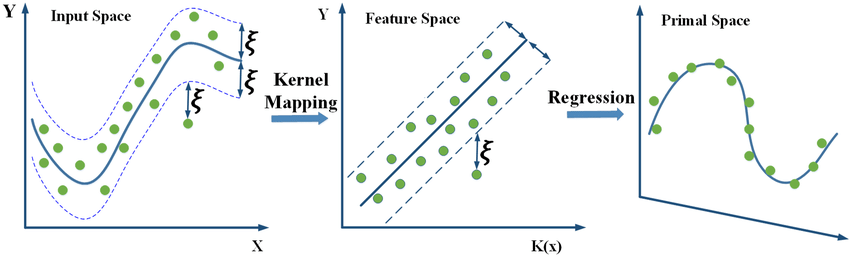 Y
Input Space
ξ
ξ
ξ
X
Kernel
Mapping
Y
Feature Space
ξ
K(x)
Regression
Primal Space